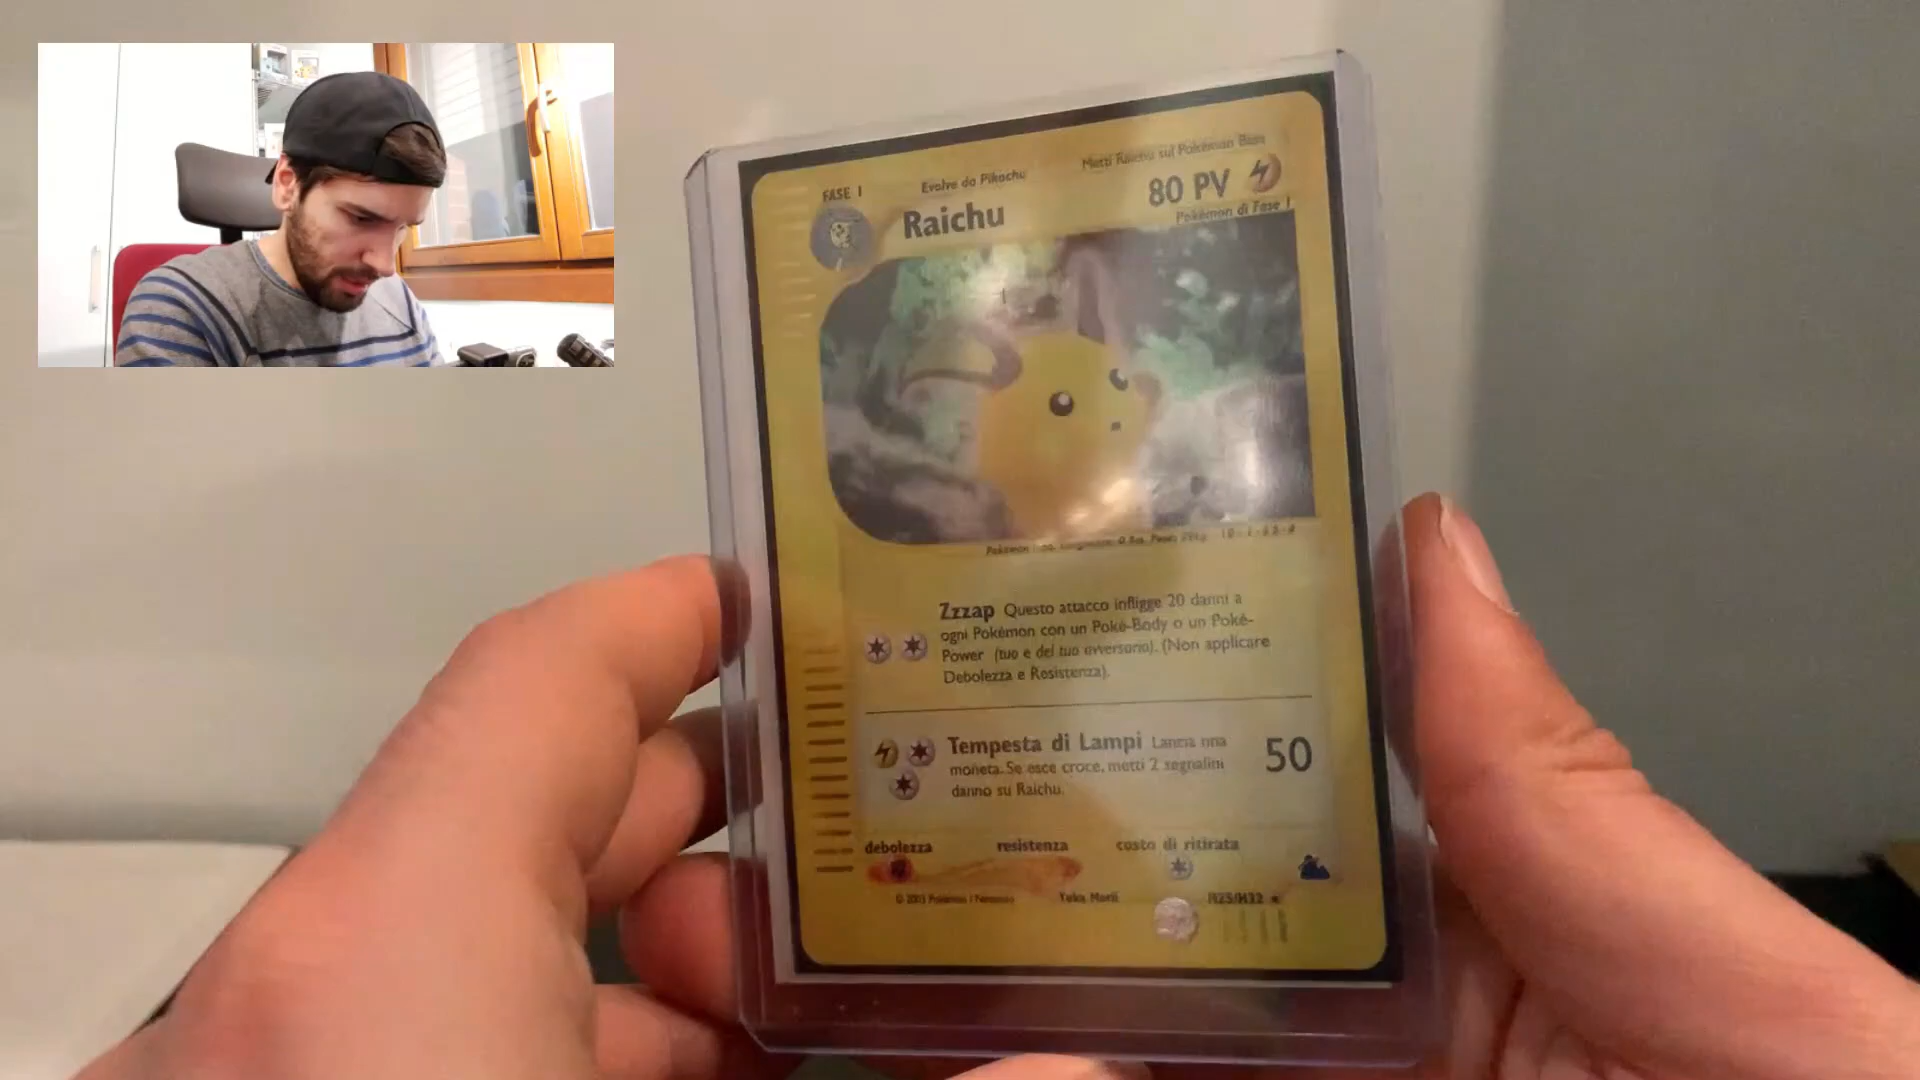 FASE 1
Evolve da Pikachu
Metti Raichu sul Pokémon Base
Raichu
80 PV
Pokémon di Fase 1
Zzzap Questo attacco infligge 20 danni a
ogni Pokémon con un Poké-Body o un Poké-
Power (tuo e del tuo avversario). (Non applicare
Debolezza e Resistenza).
Tempesta di Lampi Lancia una
moneta. Se esce croce, metti 2 segnalini
danno su Raichu.
50
debolezza
resistenza
costo di ritirata
Yuka Morii
H25/H32